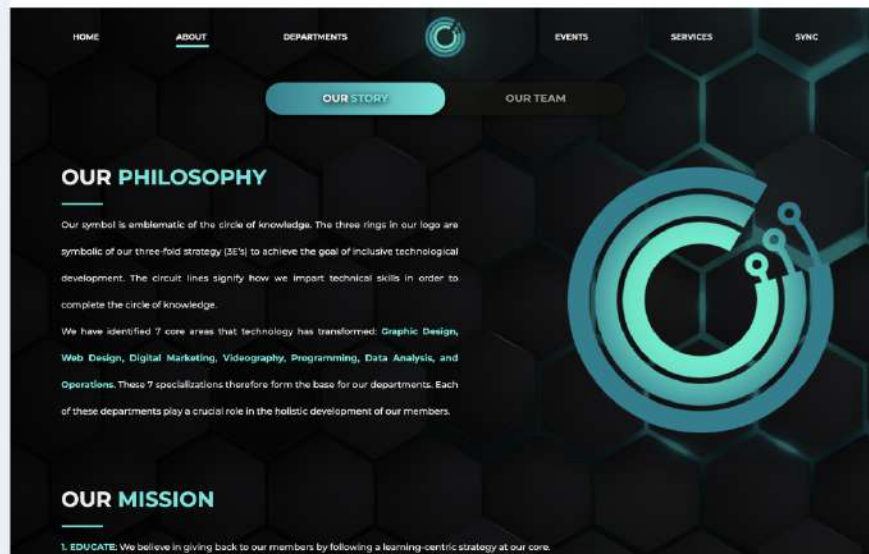 HOME ABOUT DEPARTMENTS EVENTS SERVICES SYNC
OUR STORY OUR TEAM
OUR PHILOSOPHY
Our symbol is emblematic of the circle of knowledge. The three rings in our logo are
symbolic of our three-fold strategy (3E's) to achieve the goal of inclusive technological
development. The circuit lines signify how we impart technical skills in order to
complete the circle of knowledge.
We have identified 7 core areas that technology has transformed: Graphic Design,
Web Design, Digital Marketing, Videography, Programming, Data Analysis, and
Operations. These 7 specializations therefore form the base for our departments. Each
of these departments play a crucial role in the holistic development of our members.
OUR MISSION
1. EDUCATE: We believe in giving back to our members by following a learning-centric strategy at our core.